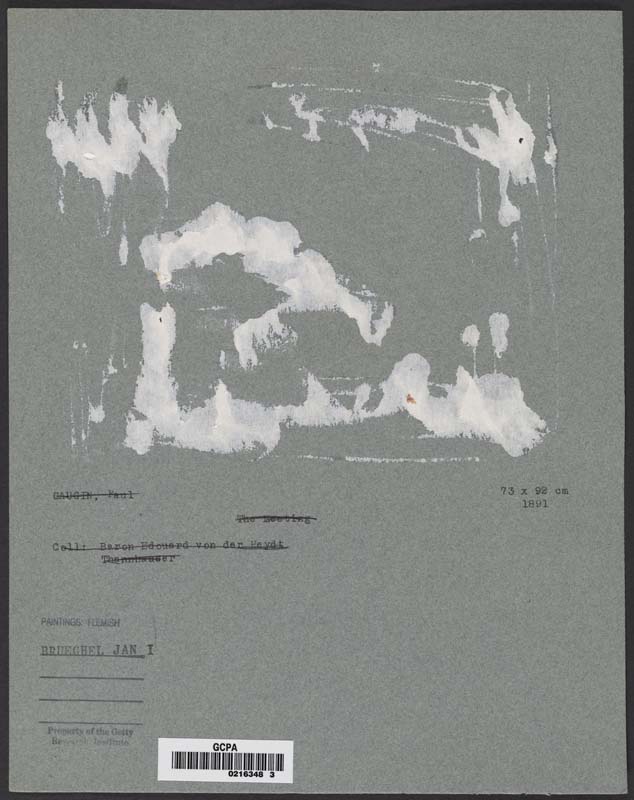 GAUGIN, Paul
73 x 92 cm
1891
The Meeting
Coll: Baron Edouard von der Heydt
Thannhauser
PAINTINGS: FLEMISH
BRUEGHEL JAN I
Property of the Getty
Research Institute
GCPA
0216348 3